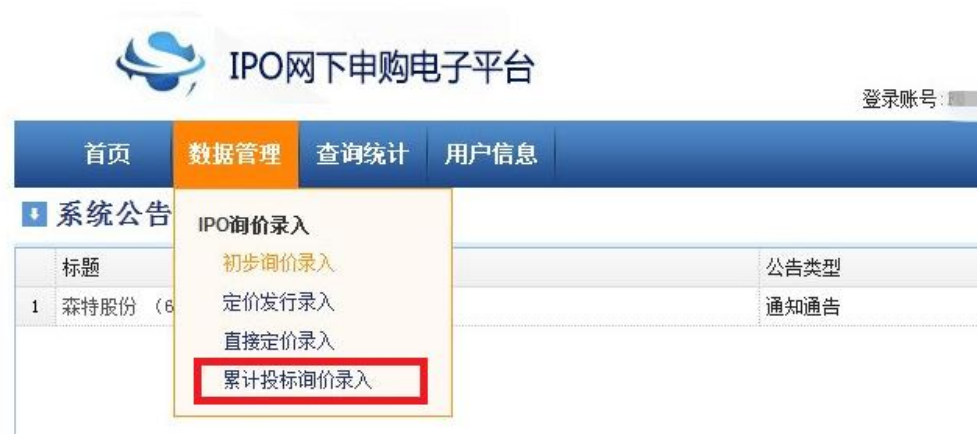 IPO网下申购电子平台
登录账号:
首页 数据管理 查询统计 用户信息
系统公告
IPO询价录入
初步询价录入
定价发行录入
直接定价录入
累计投标询价录入
标题 公告类型
1 森特股份 （6 通知通告